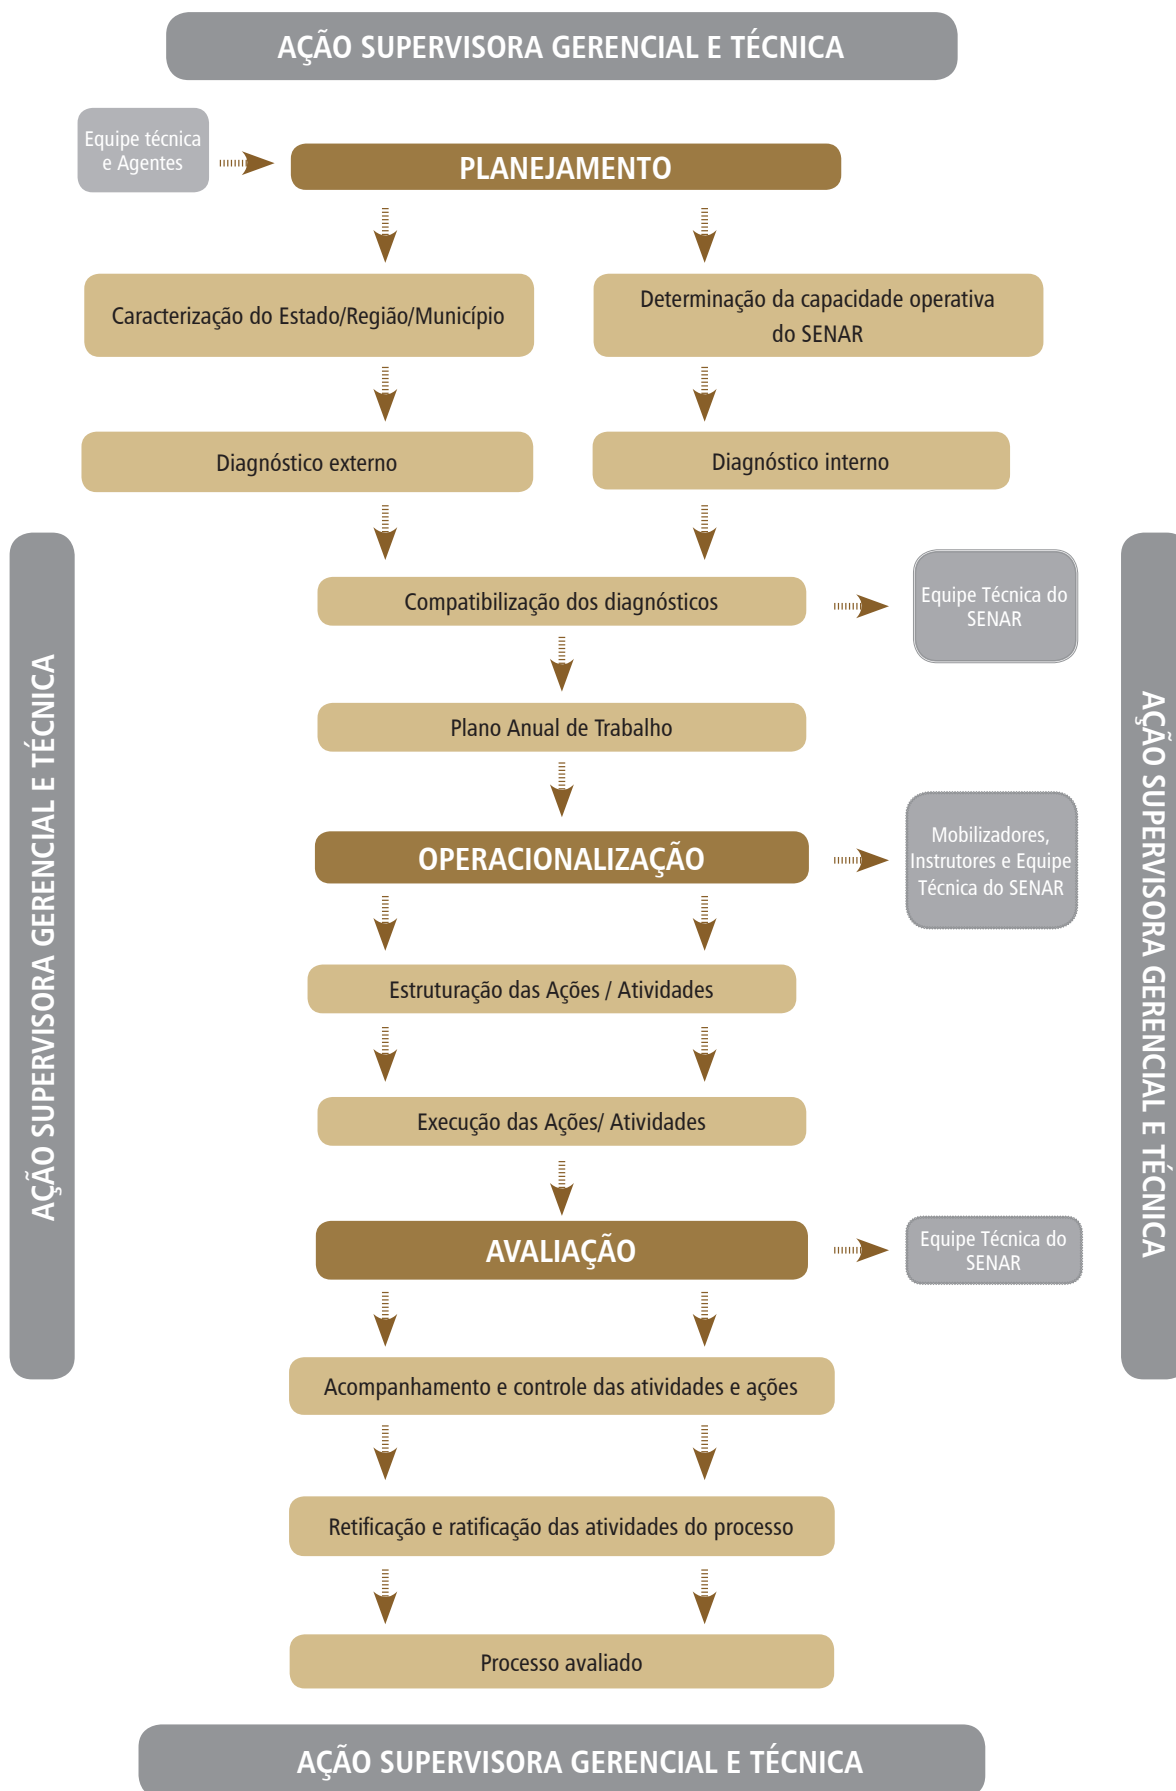 AÇÃO SUPERVISORA GERENCIAL E TÉCNICA
Equipe técnica
e Agentes
PLANEJAMENTO
Caracterização do Estado/Região/Município
Determinação da capacidade operativa
do SENAR
Diagnóstico externo
Diagnóstico interno
Compatibilização dos diagnósticos
Equipe Técnica do
SENAR
Plano Anual de Trabalho
OPERACIONALIZAÇÃO
Mobilizadores,
Instrutores e Equipe
Técnica do SENAR
Estruturação das Ações / Atividades
Execução das Ações/ Atividades
AVALIAÇÃO
Equipe Técnica do
SENAR
Acompanhamento e controle das atividades e ações
Retificação e ratificação das atividades do processo
Processo avaliado
AÇÃO SUPERVISORA GERENCIAL E TÉCNICA
AÇÃO SUPERVISORA GERENCIAL E TÉCNICA
AÇÃO SUPERVISORA GERENCIAL E TÉCNICA